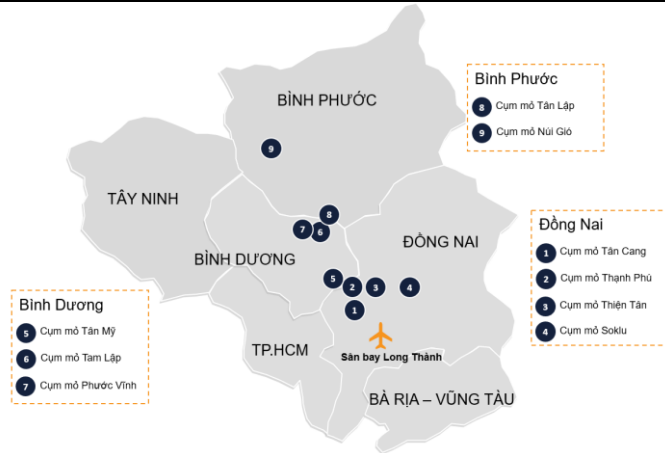 BÌNH PHƯỚC
Bình Phước
8 Cụm mỏ Tân Lập
9 Cụm mỏ Núi Gió
9
TÂY NINH
8
7
6
BÌNH DƯƠNG
ĐỒNG NAI
Đồng Nai
1 Cụm mỏ Tân Cang
2 Cụm mỏ Thạnh Phú
3 Cụm mỏ Thiện Tân
4 Cụm mỏ Soklu
5
2
3
4
1
Bình Dương
5 Cụm mỏ Tân Mỹ
6 Cụm mỏ Tam Lập
7 Cụm mỏ Phước Vĩnh
TP.HCM
Sân bay Long Thành
BÀ RỊA – VŨNG TÀU